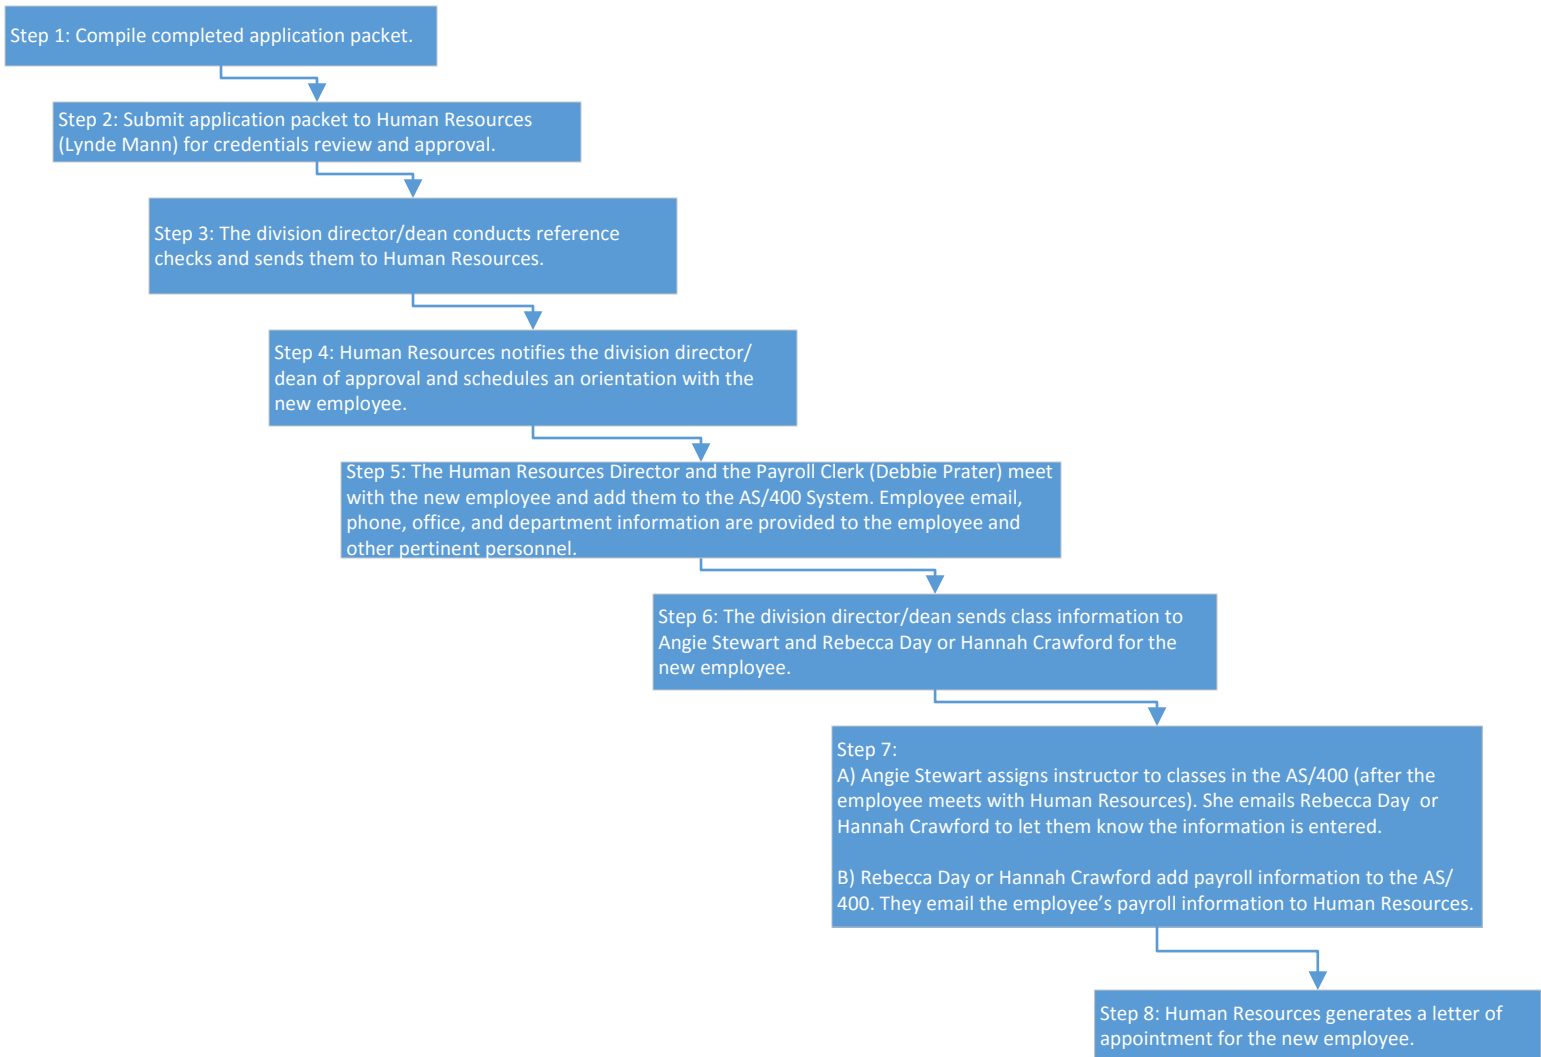 Step 1: Compile completed application packet.
Step 2: Submit application packet to Human Resources
(Lynde Mann) for credentials review and approval.
Step 3: The division director/dean conducts reference
checks and sends them to Human Resources.
Step 4: Human Resources notifies the division director/
dean of approval and schedules an orientation with the
new employee.
Step 5: The Human Resources Director and the Payroll Clerk (Debbie Prater) meet
with the new employee and add them to the AS/400 System. Employee email,
phone, office, and department information are provided to the employee and
other pertinent personnel.
Step 6: The division director/dean sends class information to
Angie Stewart and Rebecca Day or Hannah Crawford for the
new employee.
Step 7:
A) Angie Stewart assigns instructor to classes in the AS/400 (after the
employee meets with Human Resources). She emails Rebecca Day or
Hannah Crawford to let them know the information is entered.
B) Rebecca Day or Hannah Crawford add payroll information to the AS/
400. They email the employee's payroll information to Human Resources.
Step 8: Human Resources generates a letter of
appointment for the new employee.